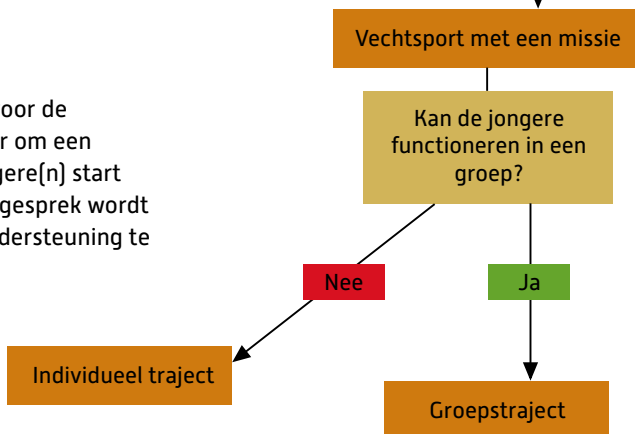 Vechtsport met een missie
oor de
r om een
gere(n) start
gesprek wordt
dersteuning te
Kan de jongere
functioneren in een
groep?
Nee
Ja
Individueel traject
Groepstraject